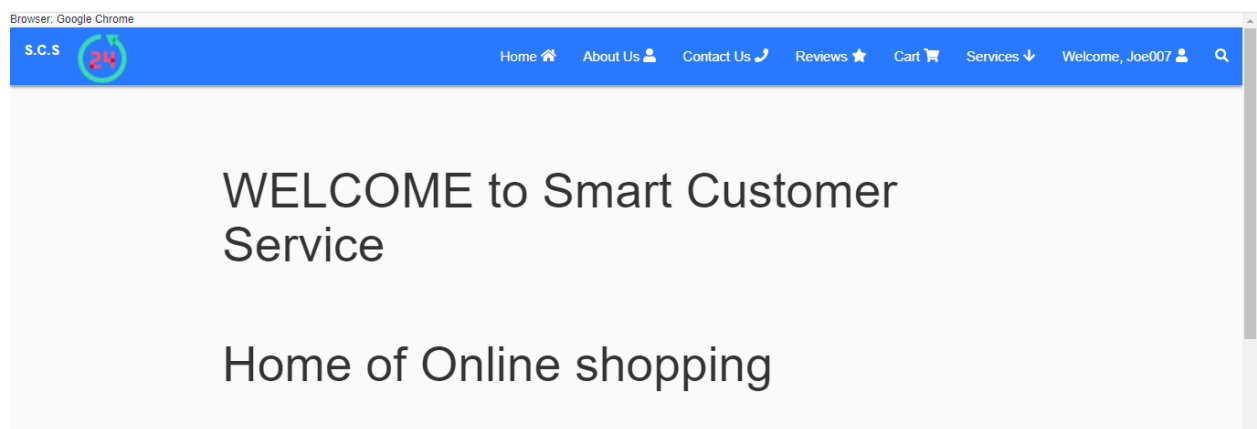 Browser: Google Chrome
S.C.S 24 Home About Us Contact Us Reviews Cart Services Welcome, Joe007
WELCOME to Smart Customer
Service
Home of Online shopping